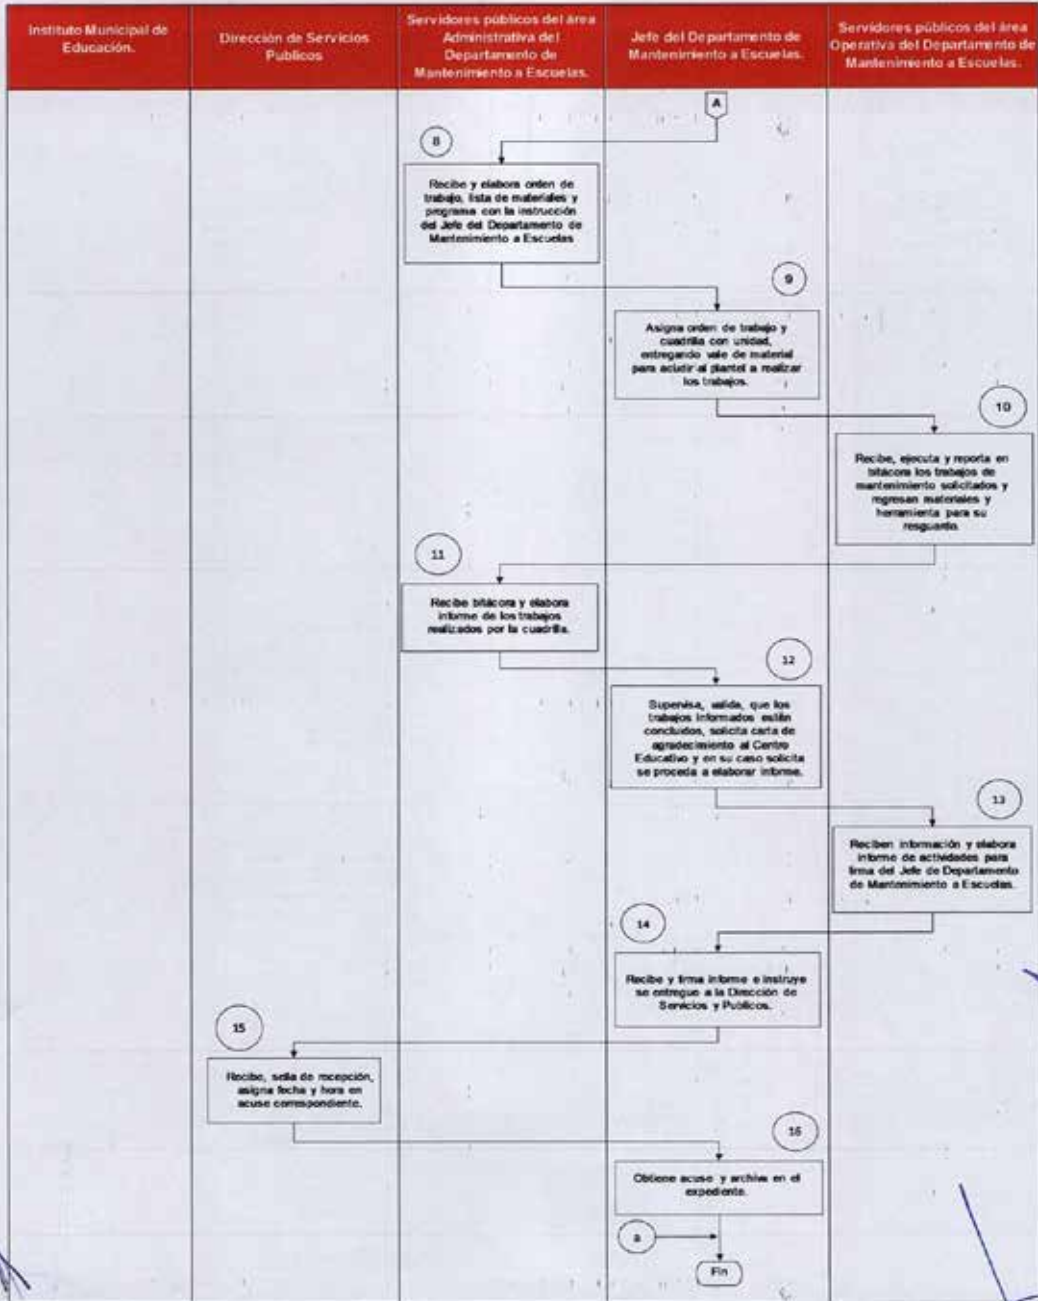 Instituto Municipal de
Educación.
Dirección de Servicios
Publicos
Servidores públicos del área
Administrativa del
Departamento de
Mantenimiento a Escuelas.
Jefe del Departamento de
Mantenimiento a Escuelas.
Servidores públicos del área
Operativa del Departamento de
Mantenimiento a Escuelas.
A
8
Recibe y elabora orden de
trabajo, lista de materiales y
programa con la instrucción
del Jefe del Departamento de
Mantenimiento a Escuelas
9
Asigna orden de trabajo y
cuadrilla con unidad,
entregando vale de material
para acudir al plantel a realizar
los trabajos.
10
Recibe, ejecuta y reporta en
bitácora los trabajos de
mantenimiento solicitados y
regresan materiales y
herramienta para su
resguardo.
11
Recibe bitácora y elabora
informe de los trabajos
realizados por la cuadrilla.
12
Supervisa, valida, que los
trabajos informados estén
concluidos, solicita carta de
agradecimiento al Centro
Educativo y en su caso solicita
se proceda a elaborar informe.
13
Reciben información y elabora
informe de actividades para
firma del Jefe de Departamento
de Mantenimiento a Escuelas.
14
Recibe y firma informe e instruye
se entregue a la Dirección de
Servicios y Publicos.
15
Recibe, sella de recepción,
asigna fecha y hora en
acuse correspondiente.
16
Obtiene acuse y archiva en el
expediente.
a
Fin